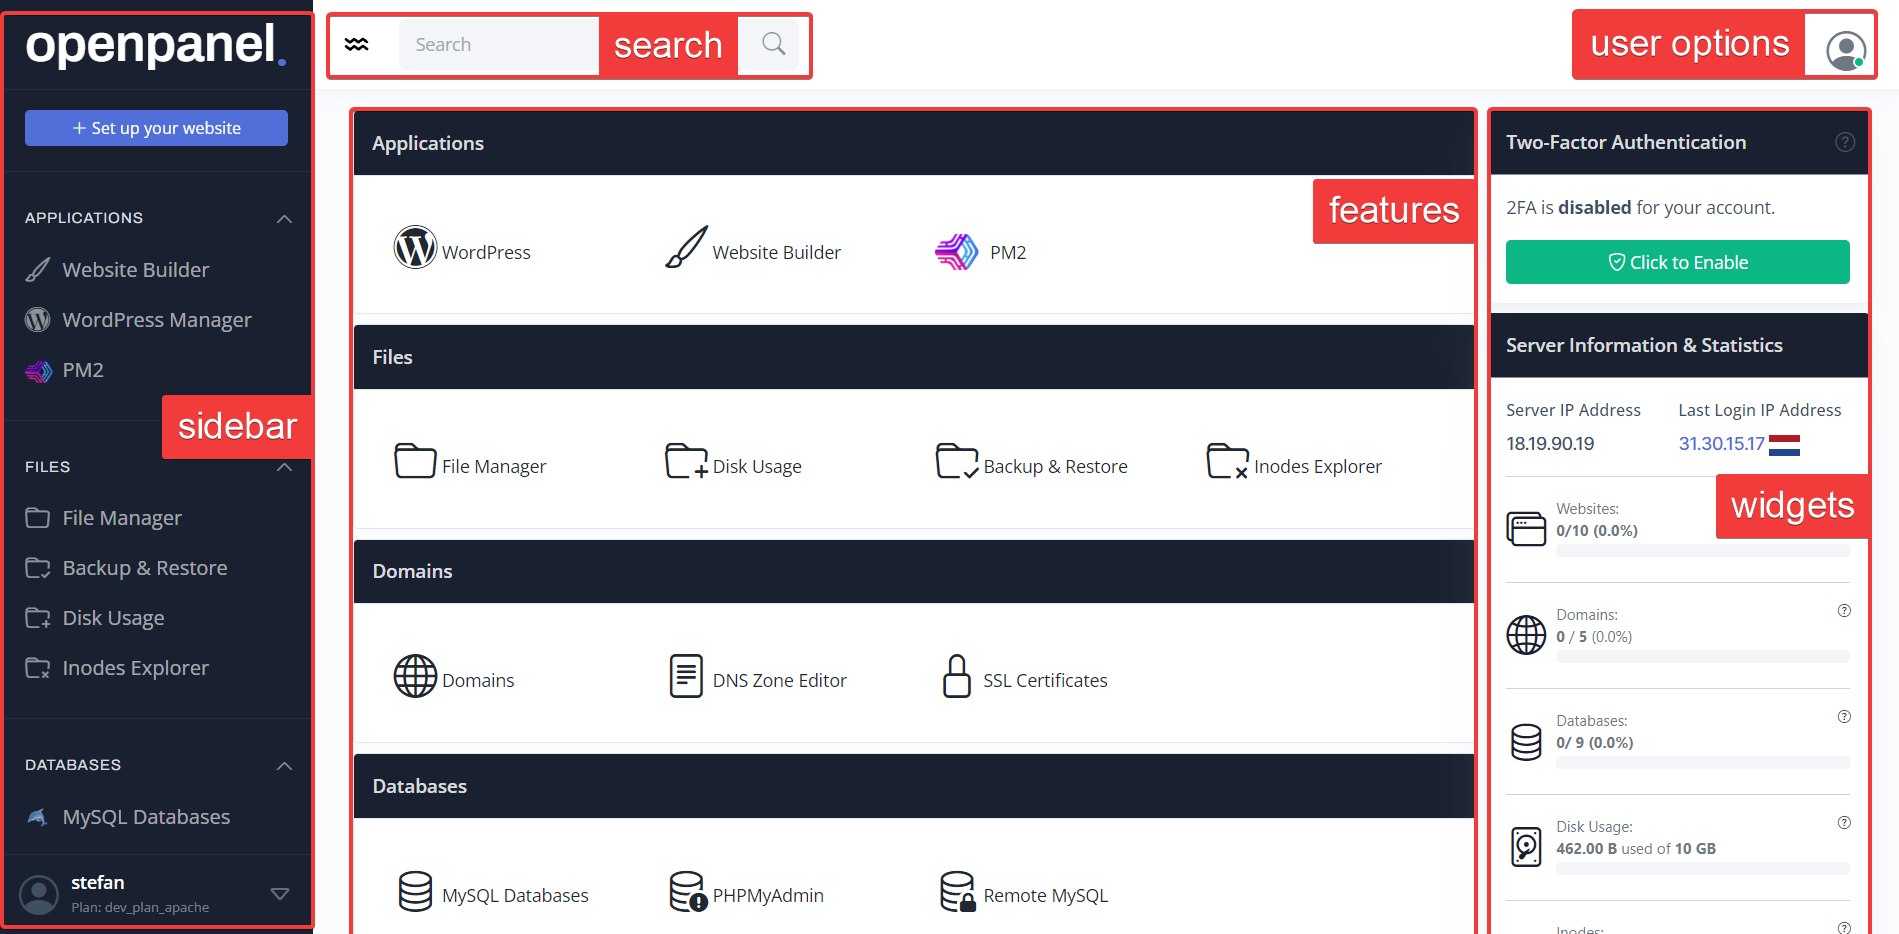 openpanel.
+ Set up your website
APPLICATIONS
Website Builder
WordPress Manager
PM2
sidebar
FILES
File Manager
Backup & Restore
Disk Usage
Inodes Explorer
DATABASES
MySQL Databases
stefan
Plan: dev_plan_apache
Search
search
user options
Applications
features
WordPress
Website Builder
PM2
Files
File Manager
Disk Usage
Backup & Restore
Inodes Explorer
Domains
Domains
DNS Zone Editor
SSL Certificates
Databases
MySQL Databases
PHPMyAdmin
Remote MySQL
Two-Factor Authentication
2FA is disabled for your account.
Click to Enable
Server Information & Statistics
Server IP Address
Last Login IP Address
18.19.90.19
31.30.15.17
widgets
Websites:
0/10 (0.0%)
Domains:
0 / 5 (0.0%)
Databases:
0/ 9 (0.0%)
Disk Usage:
462.00 B used of 10 GB
Inodes: